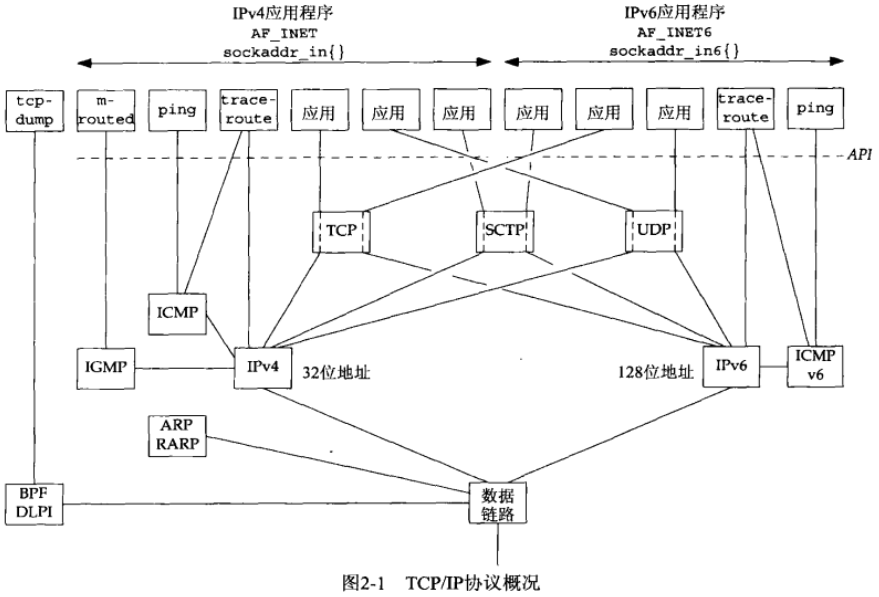 IPv4应用程序
AF_INET
sockaddr_in{}
IPv6应用程序
AF_INET6
sockaddr_in6{}
tcp-
dump
m-
routed
ping
trace-
route
应用
应用
应用
应用
应用
应用
trace-
route
ping
API
TCP
SCTP
UDP
ICMP
IGMP
IPv4
32位地址
128位地址
IPv6
ICMP
v6
ARP
RARP
BPF
DLPI
数据
链路
图2-1 TCP/IP协议概况